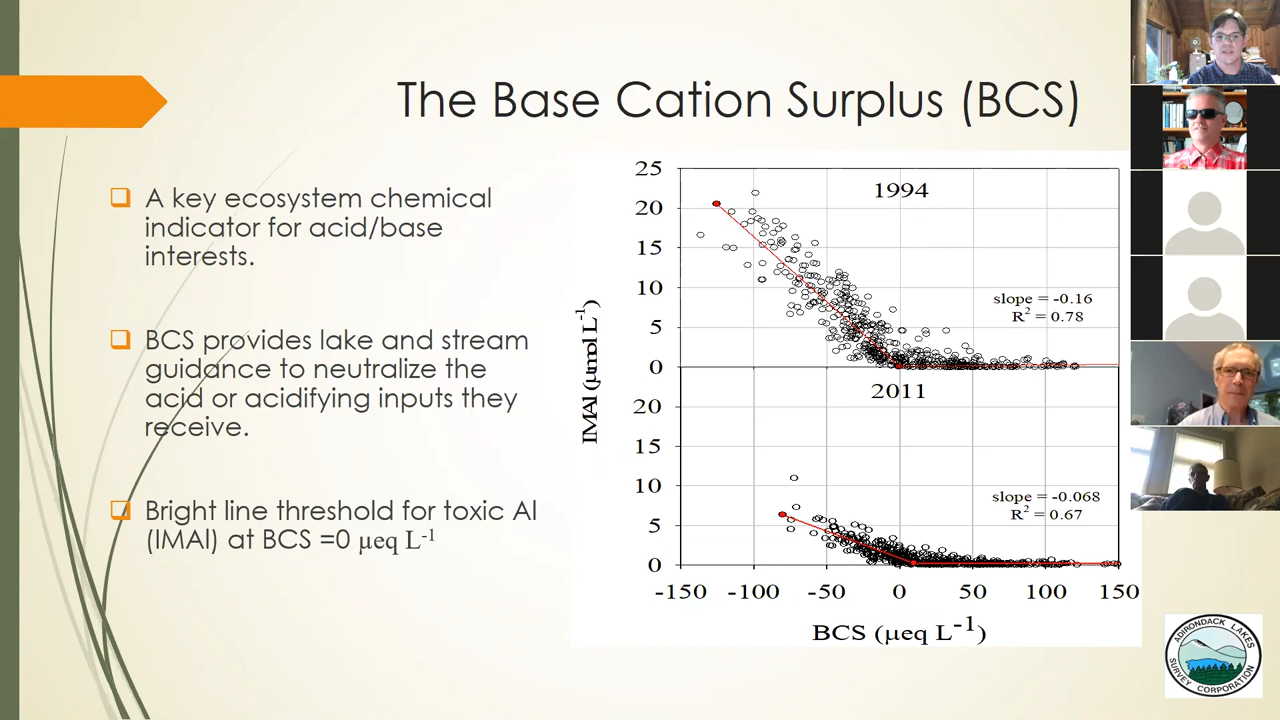 The Base Cation Surplus (BCS)
❑ A key ecosystem chemical
indicator for acid/base
interests.
❑ BCS provides lake and stream
guidance to neutralize the
acid or acidifying inputs they
receive.
❑ Bright line threshold for toxic Al
(IMAl) at BCS =0 µeq L⁻¹
25
20
15
10
5
0
20
15
10
5
0
IMAl (µmol L⁻¹)
1994
slope = -0.16
R² = 0.78
2011
slope = -0.068
R² = 0.67
-150 -100 -50 0 50 100 150
BCS (µeq L⁻¹)
ADIRONDACK LAKES
SURVEY CORPORATION